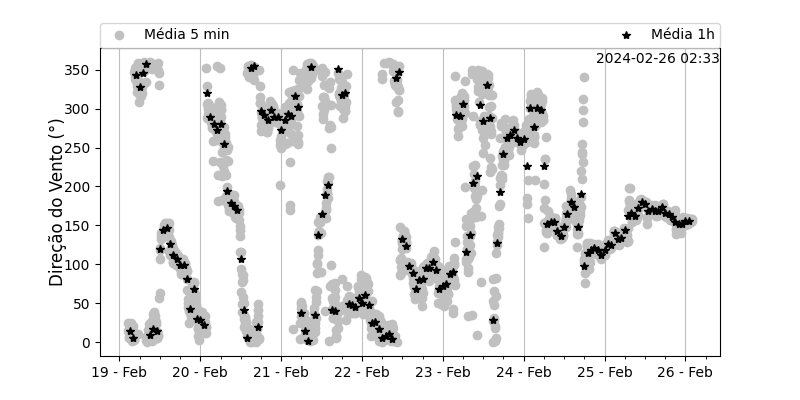 Média 5 min
Média 1h
2024-02-26 02:33
Direção do Vento (°)
350
300
250
200
150
100
50
0
19 - Feb
20 - Feb
21 - Feb
22 - Feb
23 - Feb
24 - Feb
25 - Feb
26 - Feb